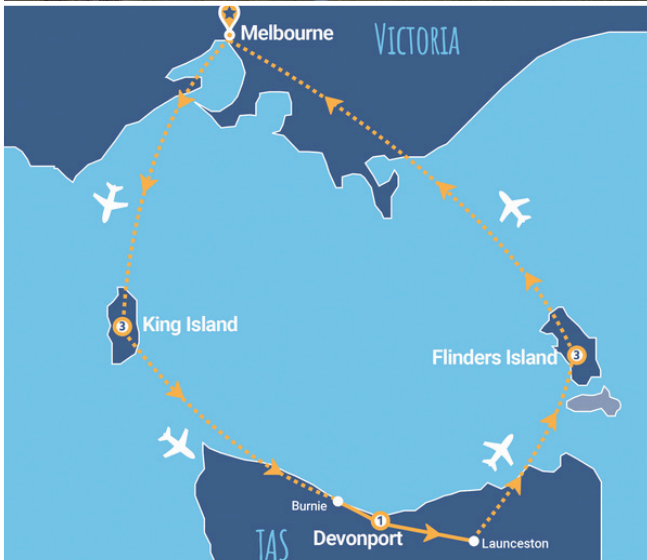 Melbourne
VICTORIA
3
King Island
Flinders Island
3
Burnie
1
Devonport
Launceston
TAS